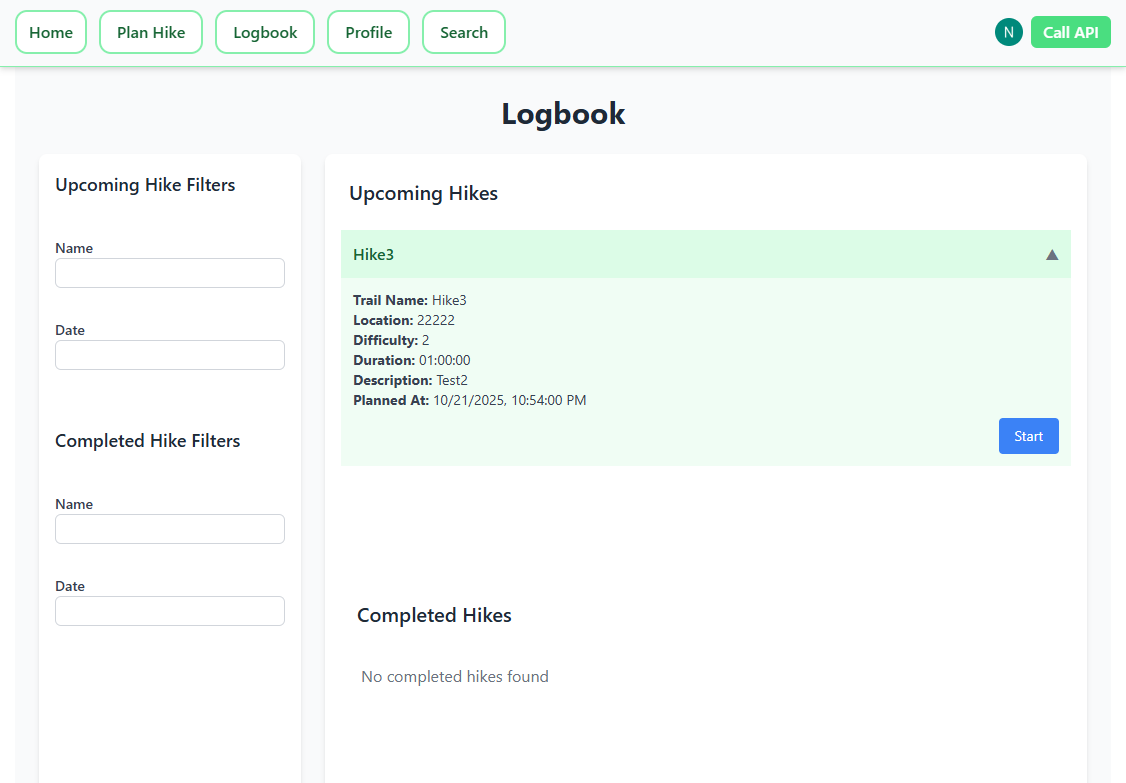 Home Plan Hike Logbook Profile Search N Call API
Logbook
Upcoming Hike Filters
Name
Date
Completed Hike Filters
Name
Date
Upcoming Hikes
Hike3 ▲
Trail Name: Hike3
Location: 22222
Difficulty: 2
Duration: 01:00:00
Description: Test2
Planned At: 10/21/2025, 10:54:00 PM
Start
Completed Hikes
No completed hikes found